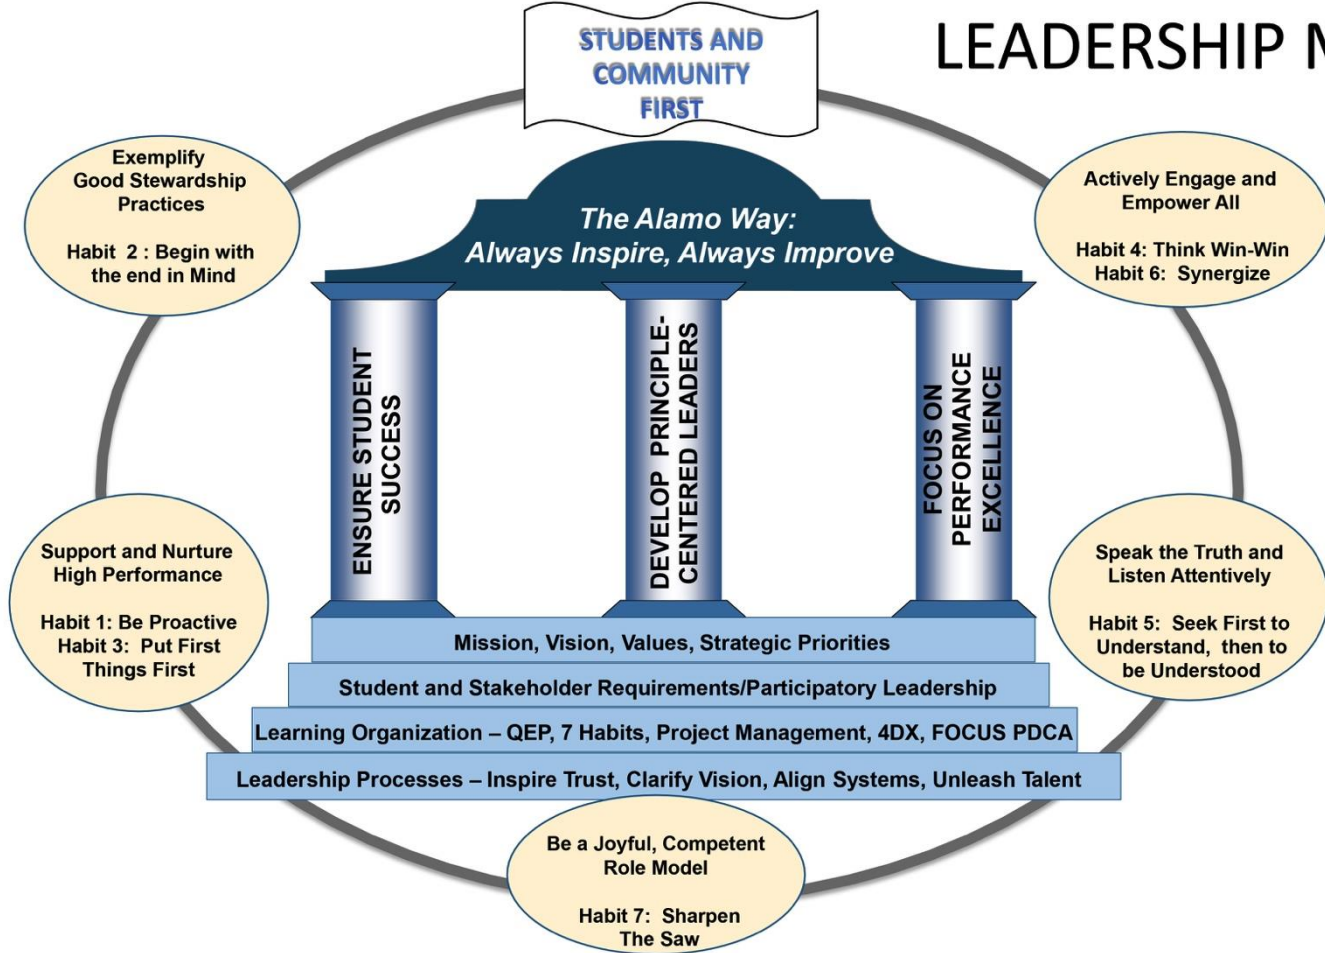 LEADERSHIP M
STUDENTS AND
COMMUNITY
FIRST
Exemplify
Good Stewardship
Practices
Habit 2 : Begin with
the end in Mind
Actively Engage and
Empower All
Habit 4: Think Win-Win
Habit 6: Synergize
The Alamo Way:
Always Inspire, Always Improve
ENSURE STUDENT
SUCCESS
DEVELOP PRINCIPLE-
CENTERED LEADERS
FOCUS ON
PERFORMANCE
EXCELLENCE
Support and Nurture
High Performance
Habit 1: Be Proactive
Habit 3: Put First
Things First
Speak the Truth and
Listen Attentively
Habit 5: Seek First to
Understand, then to
be Understood
Mission, Vision, Values, Strategic Priorities
Student and Stakeholder Requirements/Participatory Leadership
Learning Organization – QEP, 7 Habits, Project Management, 4DX, FOCUS PDCA
Leadership Processes – Inspire Trust, Clarify Vision, Align Systems, Unleash Talent
Be a Joyful, Competent
Role Model
Habit 7: Sharpen
The Saw